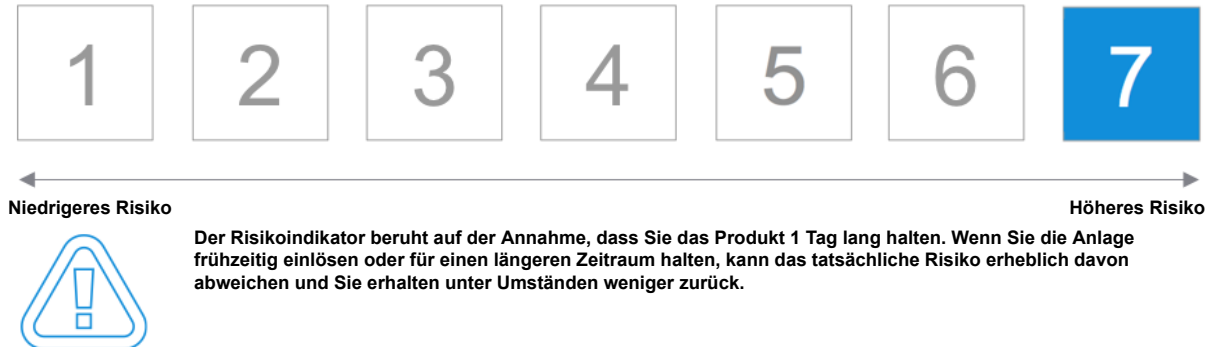 1 2 3 4 5 6 7
Niedrigeres Risiko Höheres Risiko
Der Risikoindikator beruht auf der Annahme, dass Sie das Produkt 1 Tag lang halten. Wenn Sie die Anlage
frühzeitig einlösen oder für einen längeren Zeitraum halten, kann das tatsächliche Risiko erheblich davon
abweichen und Sie erhalten unter Umständen weniger zurück.